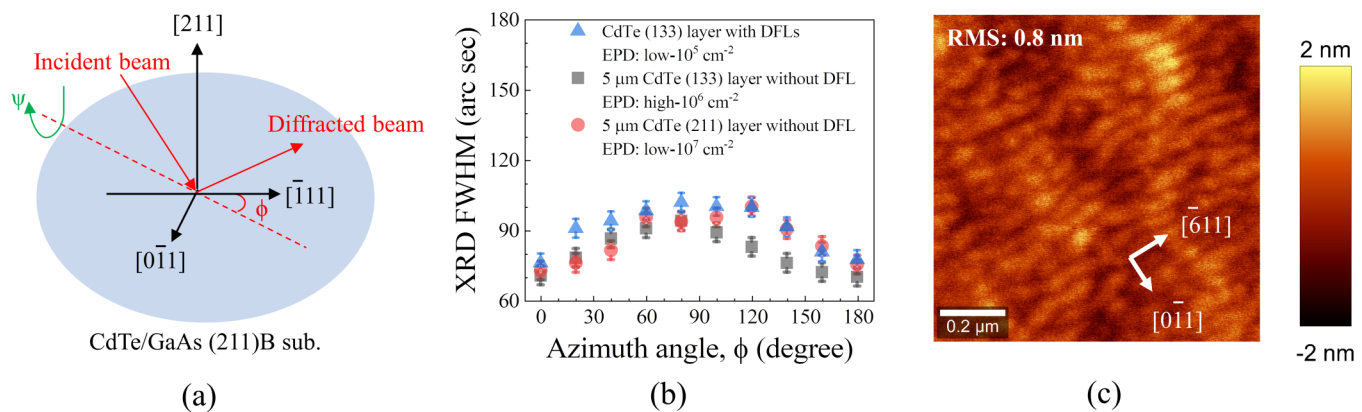 [211]
Incident beam
ψ
Diffracted beam
[1̄11]
ϕ
[01̄1]
CdTe/GaAs (211)B sub.
(a)
XRD FWHM (arc sec)
180
150
120
90
60
CdTe (133) layer with DFLs
EPD: low-10⁵ cm⁻²
5 μm CdTe (133) layer without DFL
EPD: high-10⁶ cm⁻²
5 μm CdTe (211) layer without DFL
EPD: low-10⁷ cm⁻²
0 30 60 90 120 150 180
Azimuth angle, ϕ (degree)
(b)
RMS: 0.8 nm
[6̄11]
[01̄1]
0.2 μm
2 nm
-2 nm
(c)